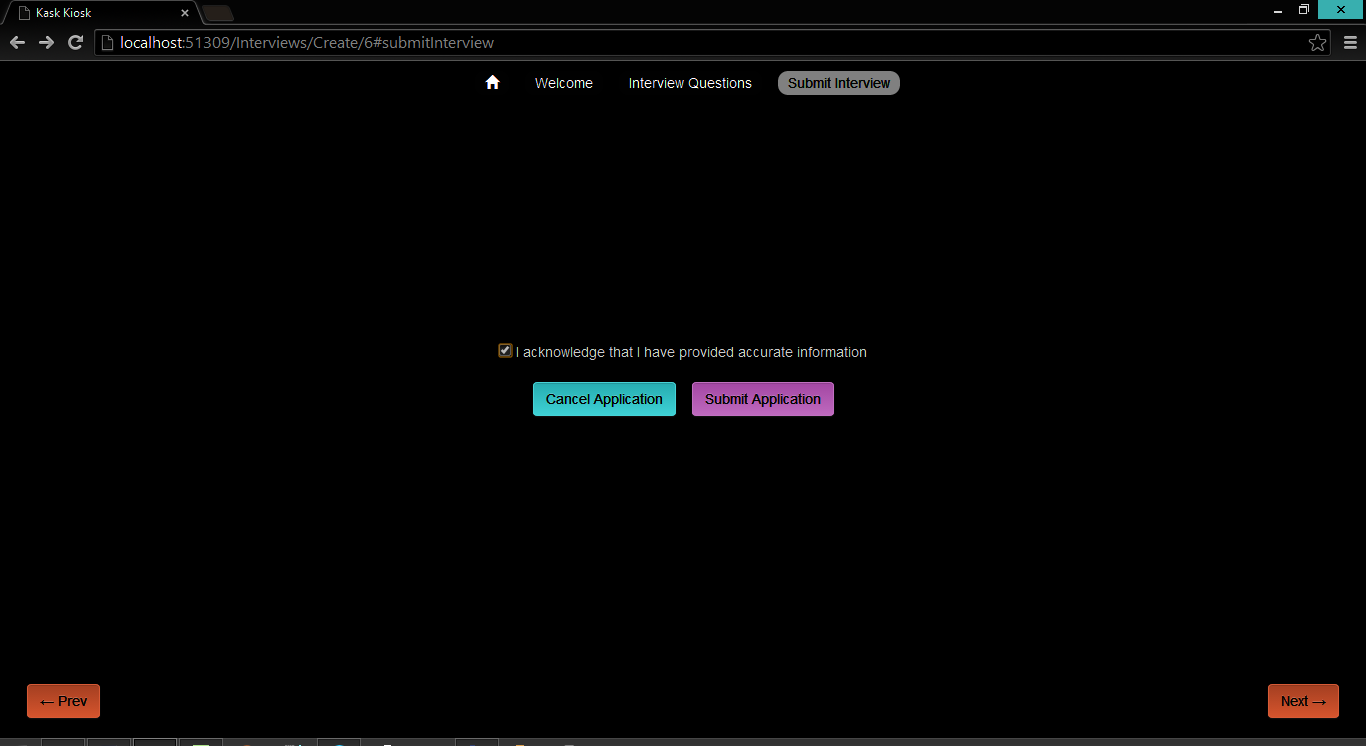 Kask Kiosk
localhost:51309/Interviews/Create/6#submitInterview
Welcome Interview Questions Submit Interview
I acknowledge that I have provided accurate information
Cancel Application Submit Application
← Prev Next →